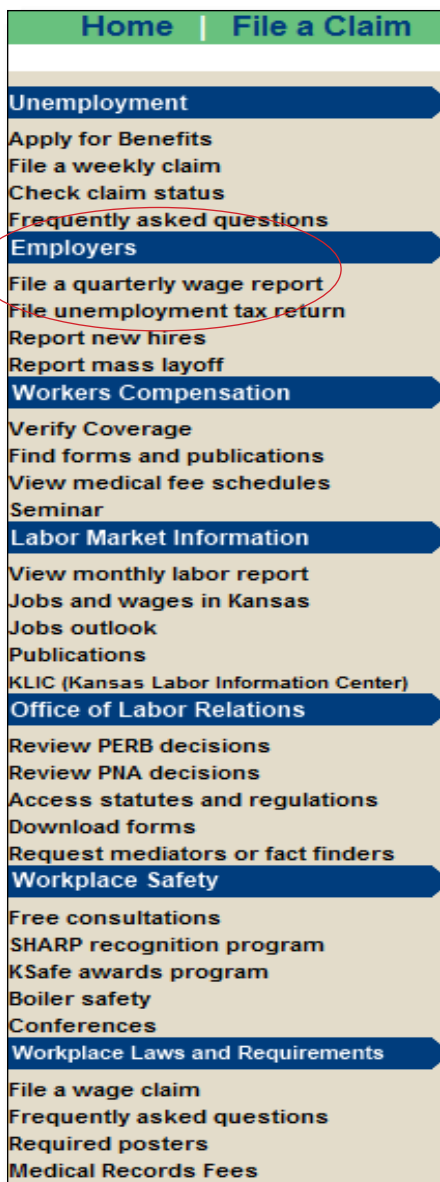 Home | File a Claim
Unemployment
Apply for Benefits
File a weekly claim
Check claim status
Frequently asked questions
Employers
File a quarterly wage report
File unemployment tax return
Report new hires
Report mass layoff
Workers Compensation
Verify Coverage
Find forms and publications
View medical fee schedules
Seminar
Labor Market Information
View monthly labor report
Jobs and wages in Kansas
Jobs outlook
Publications
KLIC (Kansas Labor Information Center)
Office of Labor Relations
Review PERB decisions
Review PNA decisions
Access statutes and regulations
Download forms
Request mediators or fact finders
Workplace Safety
Free consultations
SHARP recognition program
KSafe awards program
Boiler safety
Conferences
Workplace Laws and Requirements
File a wage claim
Frequently asked questions
Required posters
Medical Records Fees